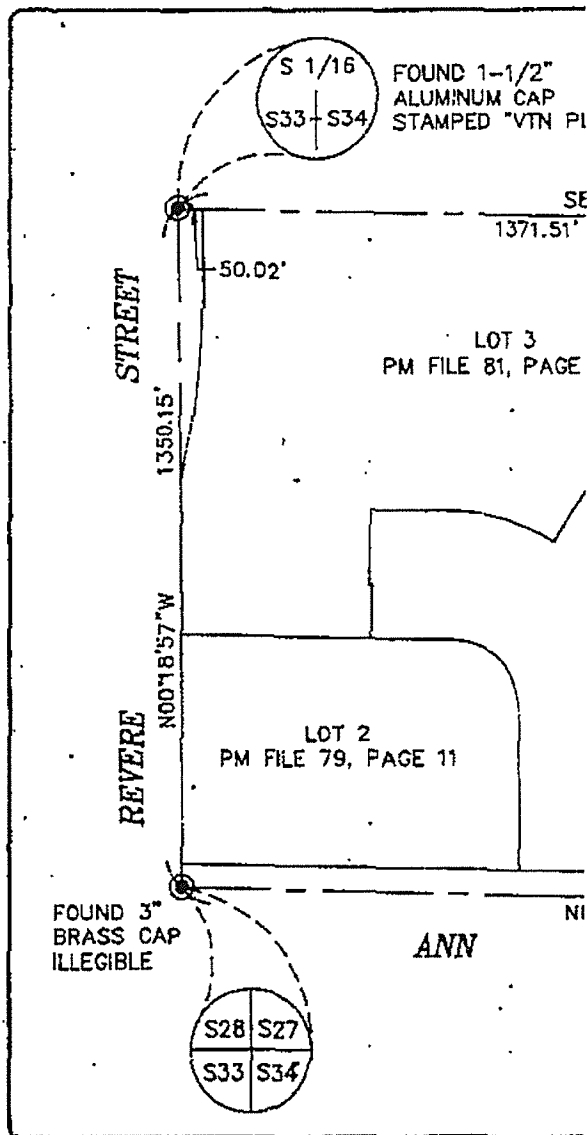 S 1/16
S33 S34
FOUND 1-1/2"
ALUMINUM CAP
STAMPED "VTN
1371.51'
50.02'
STREET
LOT 3
PM FILE 81, PAGE
1350.15'
N00°18'57"W
REVERE
LOT 2
PM FILE 79, PAGE 11
FOUND 3"
BRASS CAP
ILLEGIBLE
ANN
S28 S27
S33 S34